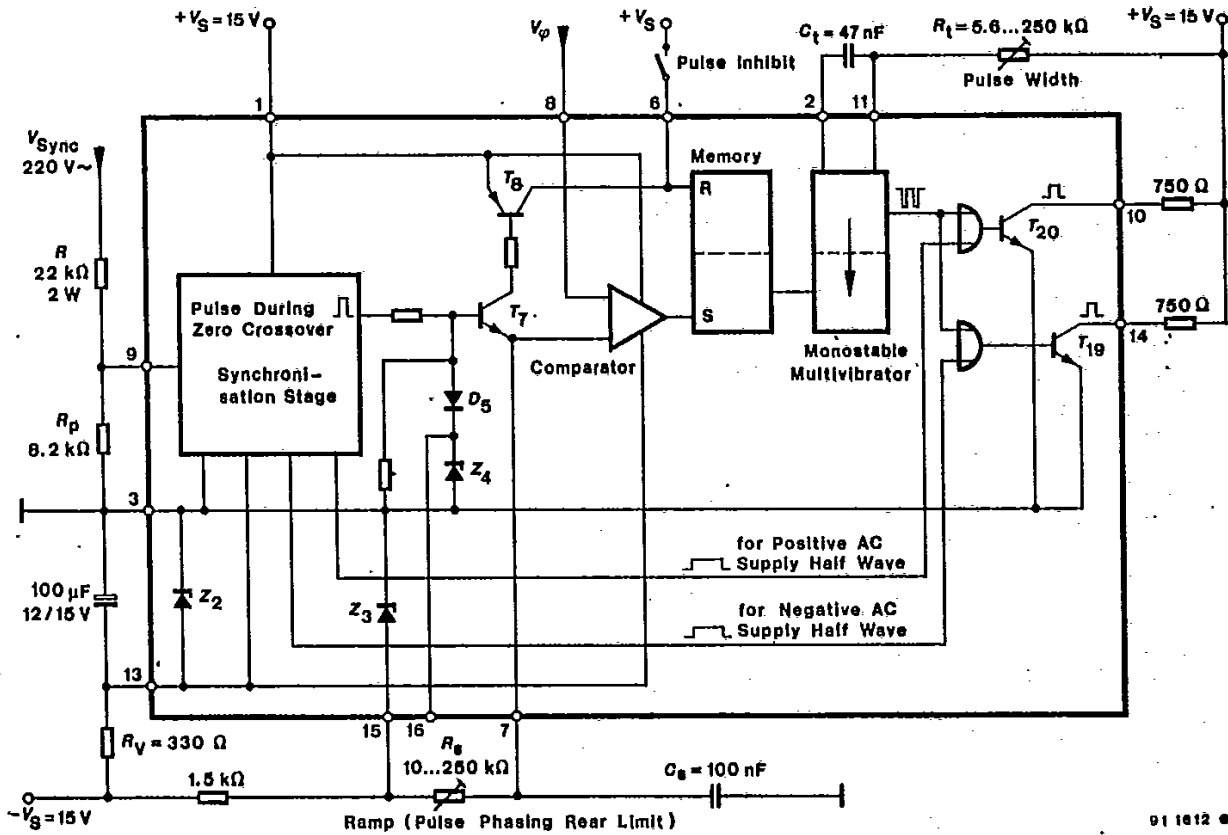 +VS=15V
Vφ
+VS
Ct=47 nF
Rt=5.6...250 kΩ
+VS=15V
Pulse Inhibit
Pulse Width
1
8
6
2
11
VSync
220 V~
Memory
T8
R
750 Ω
10
T20
R
22 kΩ
2 W
Pulse During
Zero Crossover
T7
S
750 Ω
14
9
Synchroni-
sation Stage
Comparator
Monostable
Multivibrator
T19
D5
Rp
8.2 kΩ
Z4
3
for Positive AC
Supply Half Wave
100 µF
12/15 V
Z2
Z3
for Negative AC
Supply Half Wave
13
15
16
7
RV=330 Ω
Rs
10...250 kΩ
Cs=100 nF
1.5 kΩ
-VS=15V
Ramp (Pulse Phasing Rear Limit)
91 1612 e